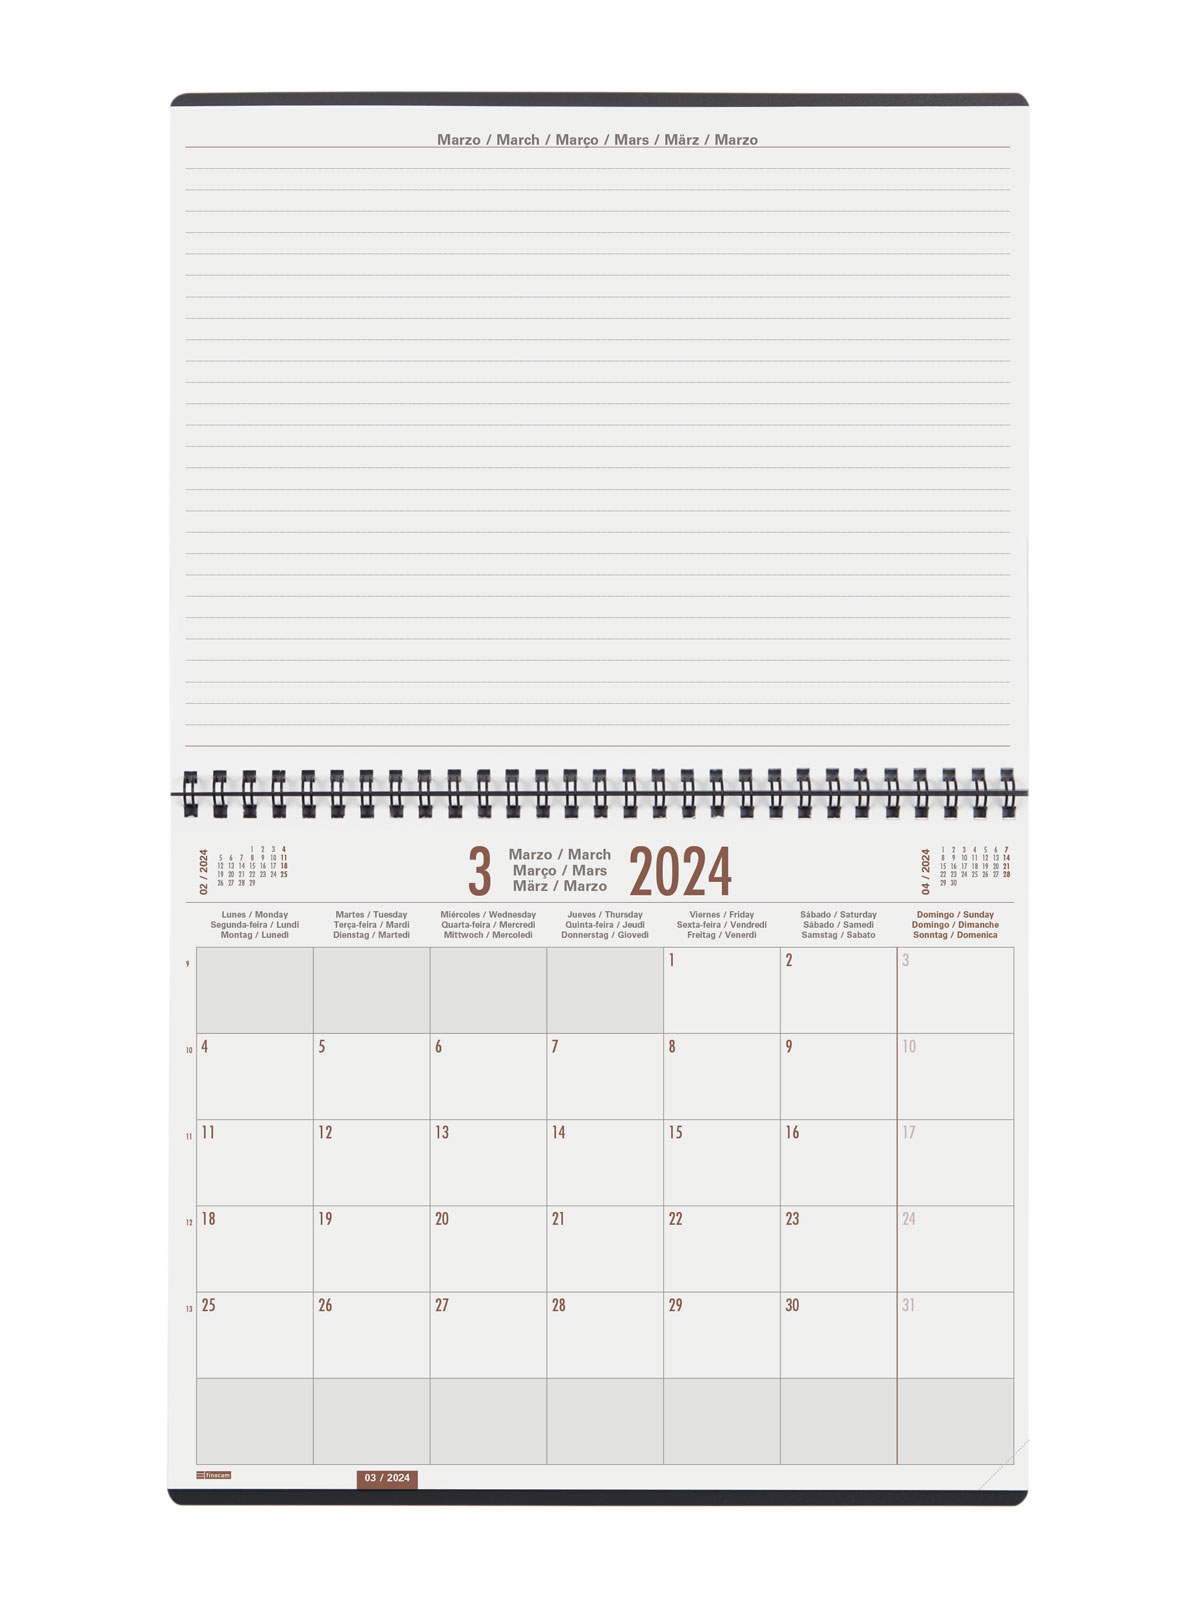 Marzo / March / Março / Mars / März / Marzo
02 / 2024
1 2 3 4
5 6 7 8 9 10 11
12 13 14 15 16 17 18
19 20 21 22 23 24 25
26 27 28 29
3
Marzo / March
Março / Mars
März / Marzo
2024
04 / 2024
1 2 3 4 5 6 7
8 9 10 11 12 13 14
15 16 17 18 19 20 21
22 23 24 25 26 27 28
29 30
Lunes / Monday
Segunda-feira / Lundi
Montag / Lunedì
Martes / Tuesday
Terça-feira / Mardi
Dienstag / Martedì
Miércoles / Wednesday
Quarta-feira / Mercredi
Mittwoch / Mercoledì
Jueves / Thursday
Quinta-feira / Jeudi
Donnerstag / Giovedì
Viernes / Friday
Sexta-feira / Vendredi
Freitag / Venerdì
Sábado / Saturday
Sábado / Samedi
Samstag / Sabato
Domingo / Sunday
Domingo / Dimanche
Sonntag / Domenica
9 1 2 3
10 4 5 6 7 8 9 10
11 11 12 13 14 15 16 17
12 18 19 20 21 22 23 24
13 25 26 27 28 29 30 31
finocam
03 / 2024